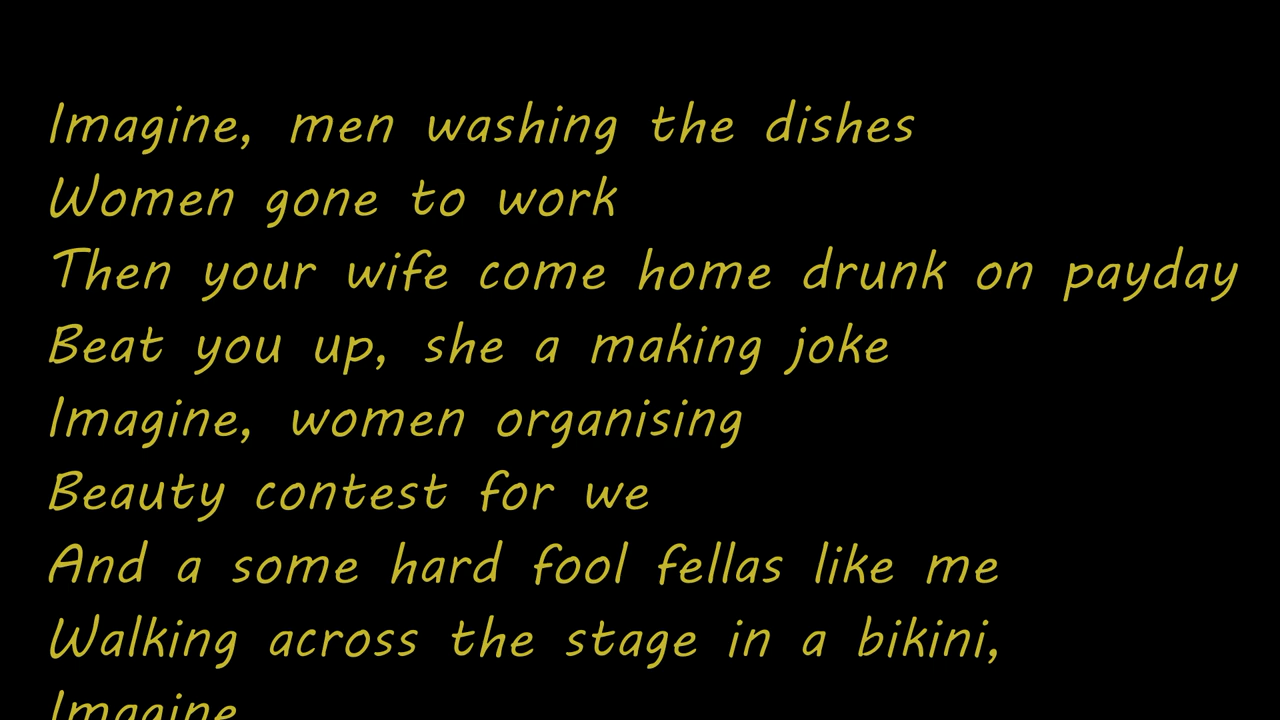 Imagine, men washing the dishes
Women gone to work
Then your wife come home drunk on payday
Beat you up, she a making joke
Imagine, women organising
Beauty contest for we
And a some hard fool fellas like me
Walking across the stage in a bikini,
Imagine